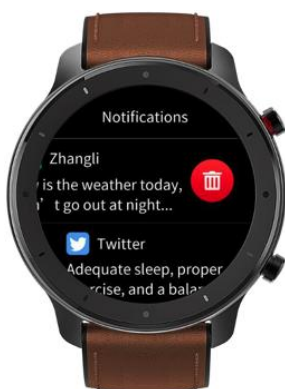 Notifications
Zhangli
is the weather today,
t go out at night...
Twitter
Adequate sleep, proper
and a